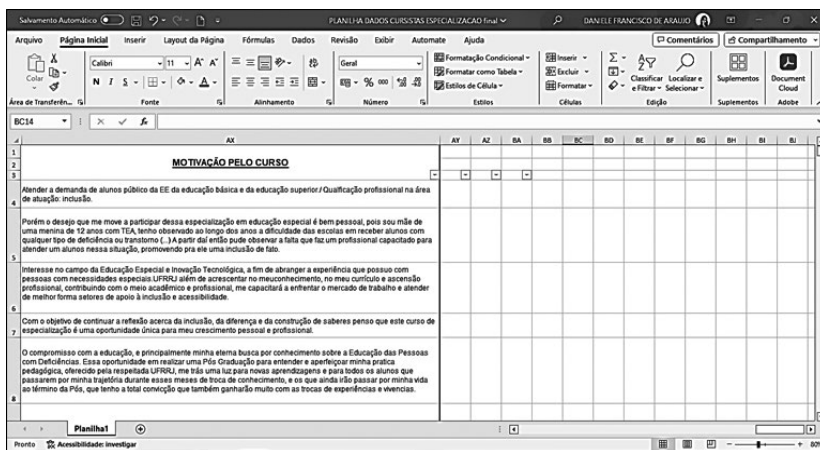 Salvamento Automático
PLANILHA DADOS CURSISTAS ESPECIALIZACAO final
DANIELE FRANCISCO DE ARAUJO
Arquivo Página Inicial Inserir Layout da Página Fórmulas Dados Revisão Exibir Automate Ajuda Comentários Compartilhamento
Colar
Calibri 11 A^ A˅
N I S A
Geral
% 000
Formatação Condicional
Formatar como Tabela
Estilos de Célula
Inserir
Excluir
Formatar
Classificar e Filtrar
Localizar e Selecionar
Suplementos
Document Cloud
Área de Transferên... Fonte Alinhamento Número Estilos Células Edição Suplementos Adobe
BC14 fx
AX AY AZ BA BB BC BD BE BF BG BH BI BJ
1
2 MOTIVAÇÃO PELO CURSO
3
Atender a demanda de alunos público da EE da educação básica e da educação superior./ Qualficação profissional na área
4 de atuação: inclusão.
Porém o desejo que me move a participar dessa especialização em educação especial é bem pessoal, pois sou mãe de
uma menina de 12 anos com TEA, tenho observado ao longo dos anos a dificuldade das escolas em receber alunos com
qualquer tipo de deficiência ou transtorno (...) A partir daí então pude observar a falta que faz um profissional capacitado para
atender um alunos nessa situação, promovendo pra ele uma inclusão de fato.
5
Interesse no campo da Educação Especial e Inovação Tecnológica, a fim de abranger a experiência que possuo com
pessoas com necessidades especiais.UFRRJ além de acrescentar no meuconhecimento, no meu currículo e ascensão
profissional, contribuindo com o meio acadêmico e profissional, me capacitará a enfrentar o mercado de trabalho e atender
de melhor forma setores de apoio à inclusão e acessibilidade.
6
Com o objetivo de continuar a reflexão acerca da inclusão, da diferença e da construção de saberes penso que este curso de
7 especialização é uma oportunidade única para meu crescimento pessoal e profissional.
O compromisso com a educação, e principalmente minha eterna busca por conhecimento sobre a Educação das Pessoas
com Deficiências. Essa oportunidade em realizar uma Pós Graduação para entender e aperfeiçoar minha pratica
pedagógica, oferecido pela respeitada UFRRJ, me trás uma luz para novas aprendizagens e para todos os alunos que
passarem por minha trajetória durante esses meses de troca de conhecimento, e os que ainda irão passar por minha vida
ao término da Pós, que tenho a total convicção que também ganharão muito com as trocas de experiências e vivencias.
8
Planilha1
Pronto Acessibilidade: investigar 80%